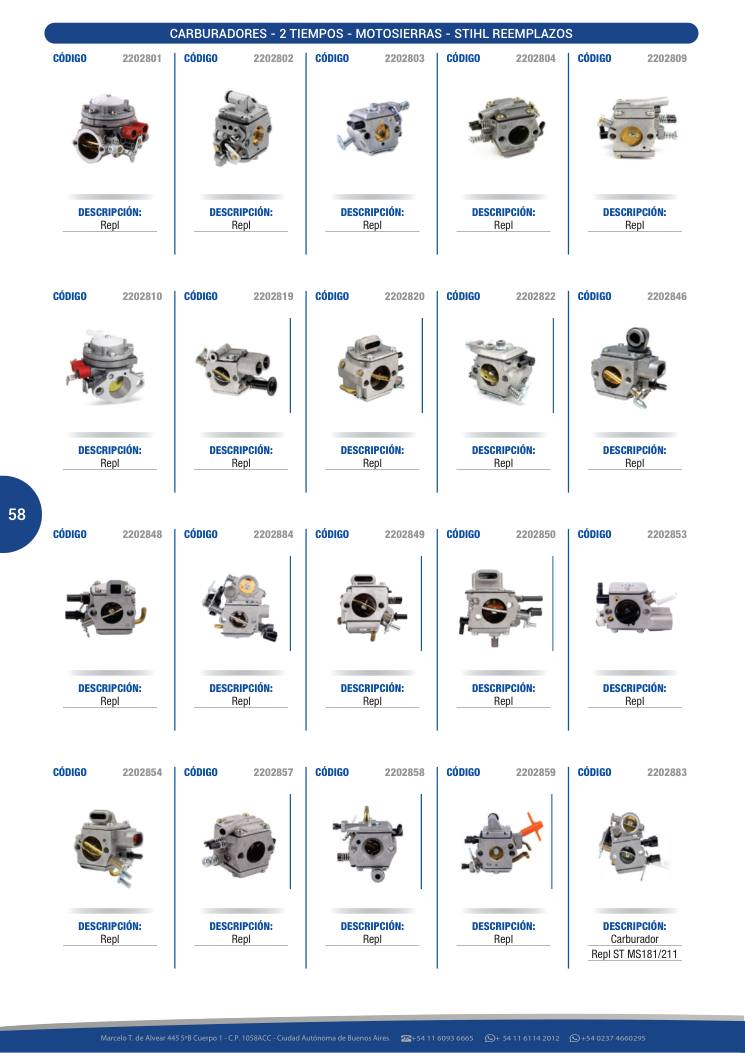 CARBURADORES - 2 TIEMPOS - MOTOSIERRAS - STIHL REEMPLAZOS
CÓDIGO 2202801
DESCRIPCIÓN:
Repl
CÓDIGO 2202802
DESCRIPCIÓN:
Repl
CÓDIGO 2202803
DESCRIPCIÓN:
Repl
CÓDIGO 2202804
DESCRIPCIÓN:
Repl
CÓDIGO 2202809
DESCRIPCIÓN:
Repl
CÓDIGO 2202810
DESCRIPCIÓN:
Repl
CÓDIGO 2202819
DESCRIPCIÓN:
Repl
CÓDIGO 2202820
DESCRIPCIÓN:
Repl
CÓDIGO 2202822
DESCRIPCIÓN:
Repl
CÓDIGO 2202846
DESCRIPCIÓN:
Repl
58
CÓDIGO 2202848
DESCRIPCIÓN:
Repl
CÓDIGO 2202884
DESCRIPCIÓN:
Repl
CÓDIGO 2202849
DESCRIPCIÓN:
Repl
CÓDIGO 2202850
DESCRIPCIÓN:
Repl
CÓDIGO 2202853
DESCRIPCIÓN:
Repl
CÓDIGO 2202854
DESCRIPCIÓN:
Repl
CÓDIGO 2202857
DESCRIPCIÓN:
Repl
CÓDIGO 2202858
DESCRIPCIÓN:
Repl
CÓDIGO 2202859
DESCRIPCIÓN:
Repl
CÓDIGO 2202883
DESCRIPCIÓN:
Carburador
Repl ST MS181/211
Marcelo T. de Alvear 445 5ºB Cuerpo 1 - C.P. 1058ACC - Ciudad Autónoma de Buenos Aires. +54 11 6093 6665 + 54 11 6114 2012 +54 0237 4660295